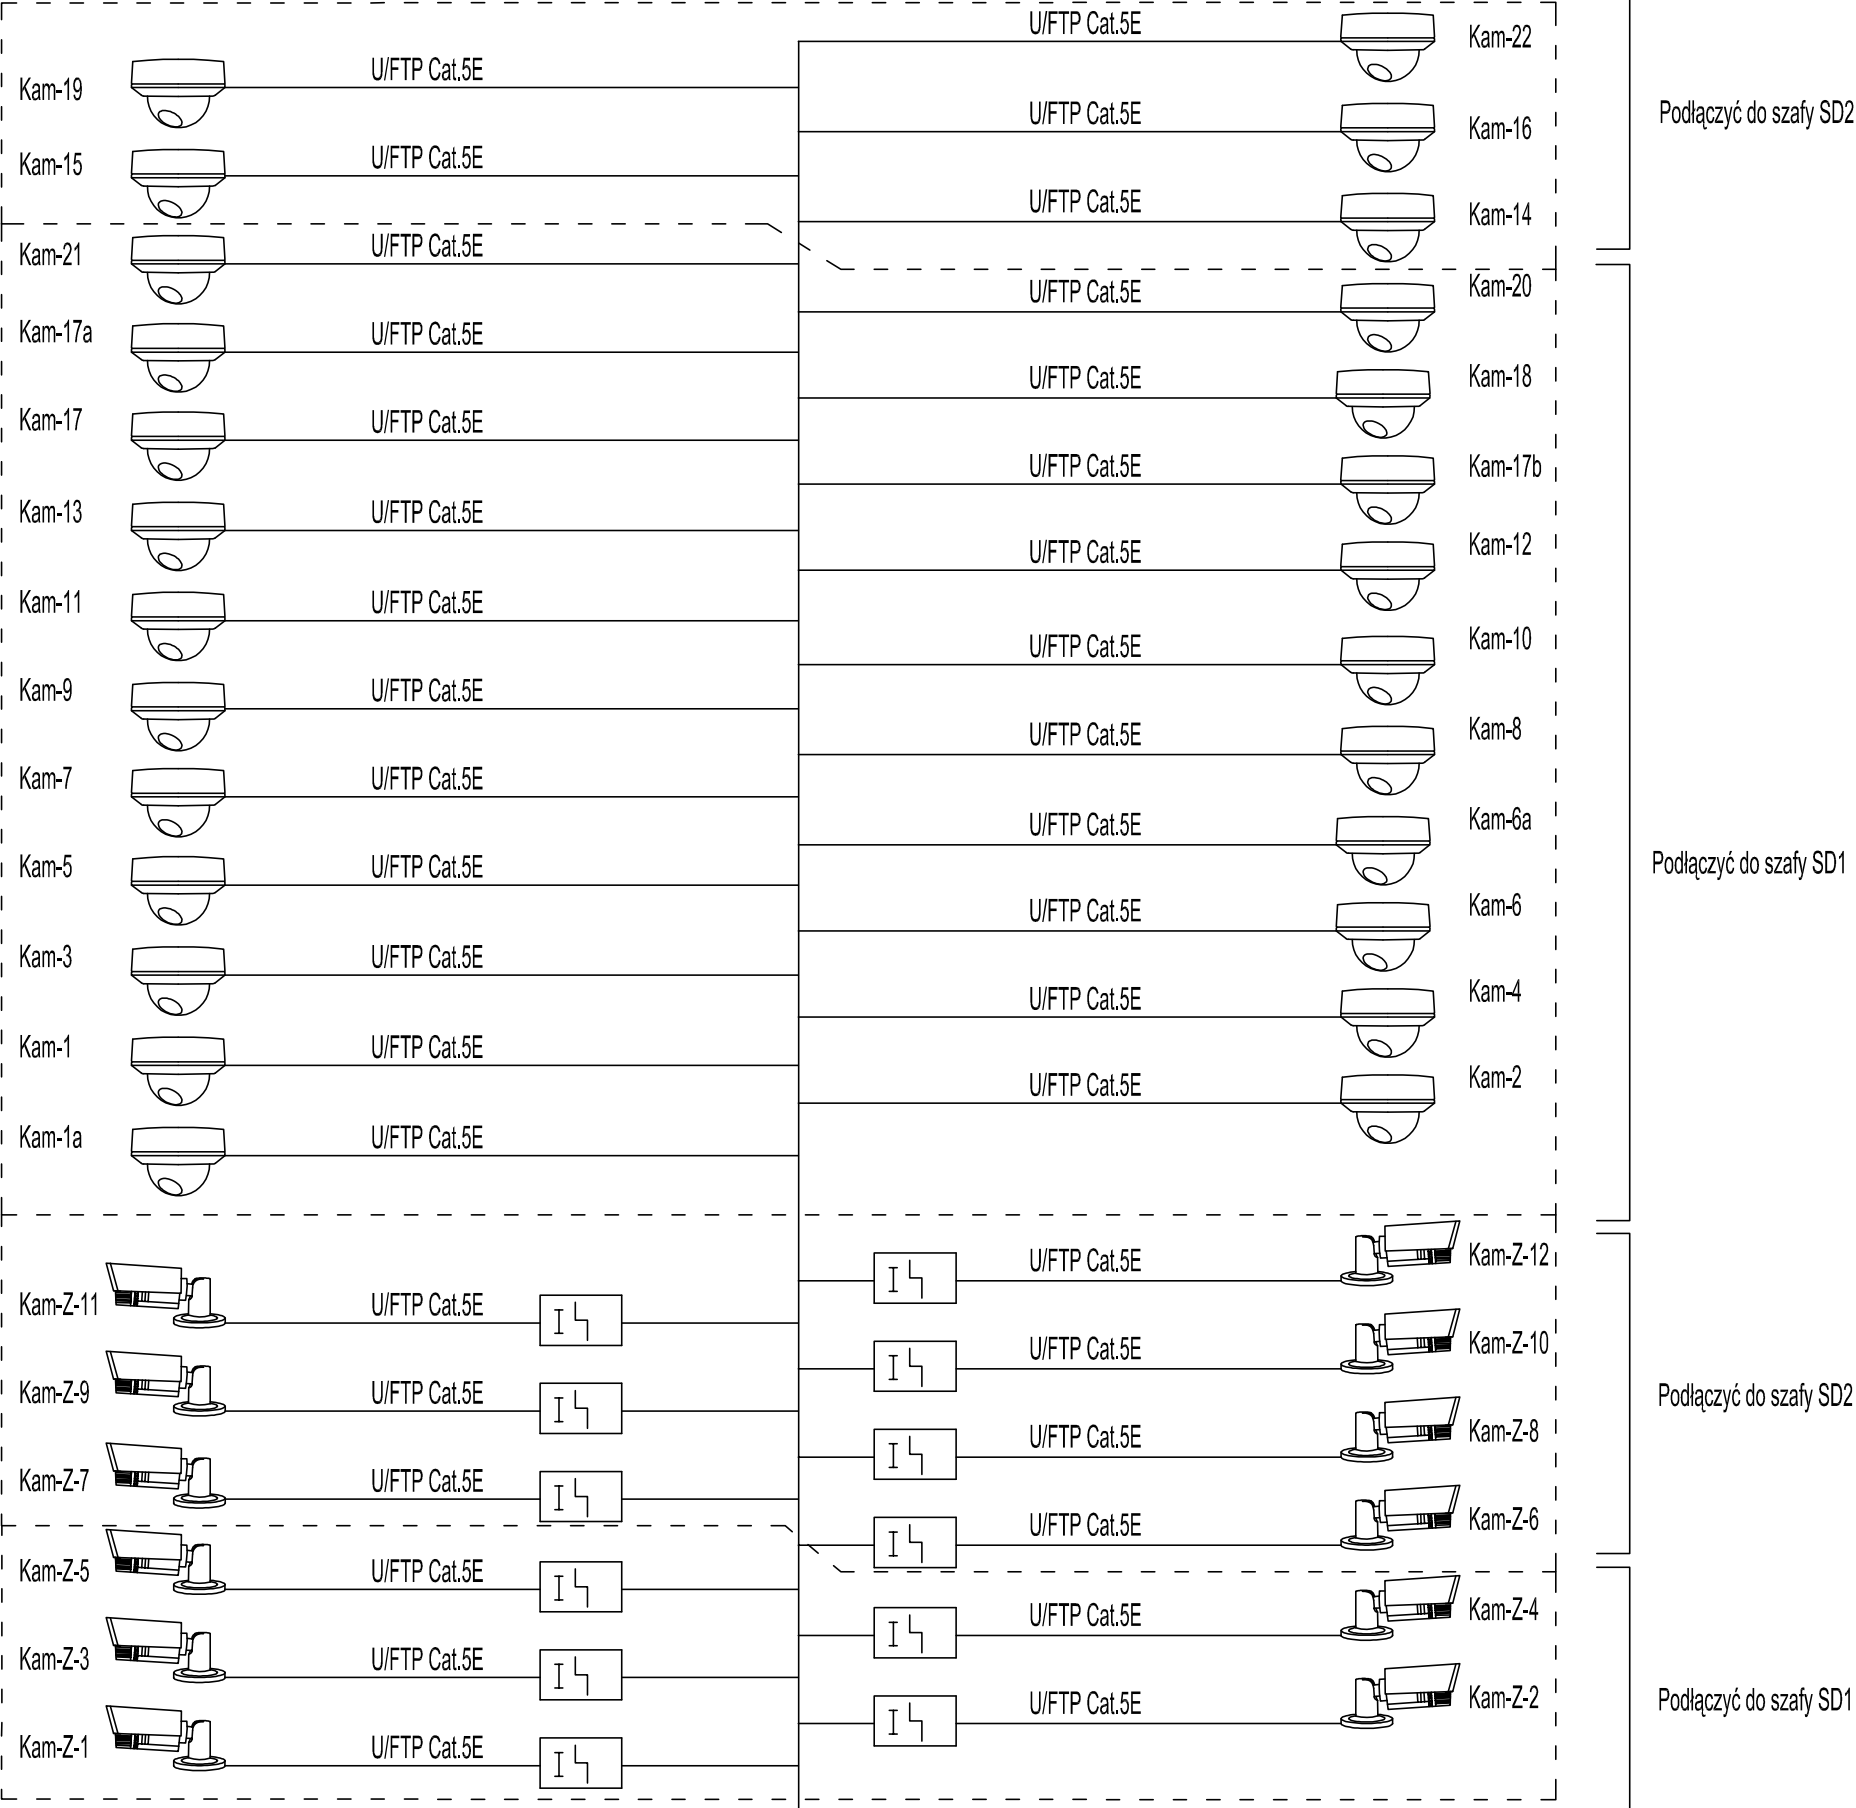 U/FTP Cat.5E
Kam-22
Kam-19
U/FTP Cat.5E
U/FTP Cat.5E
Kam-16
Podłączyć do szafy SD2
Kam-15
U/FTP Cat.5E
U/FTP Cat.5E
Kam-14
Kam-21
U/FTP Cat.5E
U/FTP Cat.5E
Kam-20
Kam-17a
U/FTP Cat.5E
U/FTP Cat.5E
Kam-18
Kam-17
U/FTP Cat.5E
U/FTP Cat.5E
Kam-17b
Kam-13
U/FTP Cat.5E
U/FTP Cat.5E
Kam-12
Kam-11
U/FTP Cat.5E
U/FTP Cat.5E
Kam-10
Kam-9
U/FTP Cat.5E
U/FTP Cat.5E
Kam-8
Kam-7
U/FTP Cat.5E
U/FTP Cat.5E
Kam-6a
Kam-5
U/FTP Cat.5E
Podłączyć do szafy SD1
U/FTP Cat.5E
Kam-6
Kam-3
U/FTP Cat.5E
U/FTP Cat.5E
Kam-4
Kam-1
U/FTP Cat.5E
U/FTP Cat.5E
Kam-2
Kam-1a
U/FTP Cat.5E
U/FTP Cat.5E
Kam-Z-12
Kam-Z-11
U/FTP Cat.5E
U/FTP Cat.5E
Kam-Z-10
Kam-Z-9
U/FTP Cat.5E
Podłączyć do szafy SD2
U/FTP Cat.5E
Kam-Z-8
Kam-Z-7
U/FTP Cat.5E
U/FTP Cat.5E
Kam-Z-6
Kam-Z-5
U/FTP Cat.5E
U/FTP Cat.5E
Kam-Z-4
Kam-Z-3
U/FTP Cat.5E
U/FTP Cat.5E
Kam-Z-2
Podłączyć do szafy SD1
Kam-Z-1
U/FTP Cat.5E